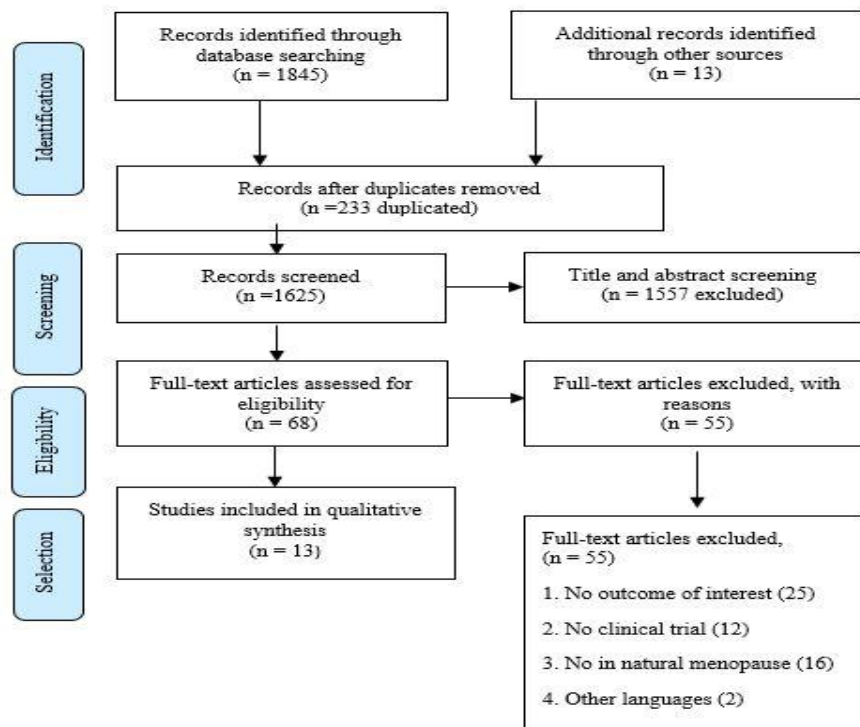 Identification
Records identified through
database searching
(n = 1845)
Additional records identified
through other sources
(n = 13)
Records after duplicates removed
(n =233 duplicated)
Screening
Records screened
(n =1625)
Title and abstract screening
(n = 1557 excluded)
Eligibility
Full-text articles assessed for
eligibility
(n = 68)
Full-text articles excluded, with
reasons
(n = 55)
Selection
Studies included in qualitative
synthesis
(n = 13)
Full-text articles excluded,
(n = 55)
1. No outcome of interest (25)
2. No clinical trial (12)
3. No in natural menopause (16)
4. Other languages (2)